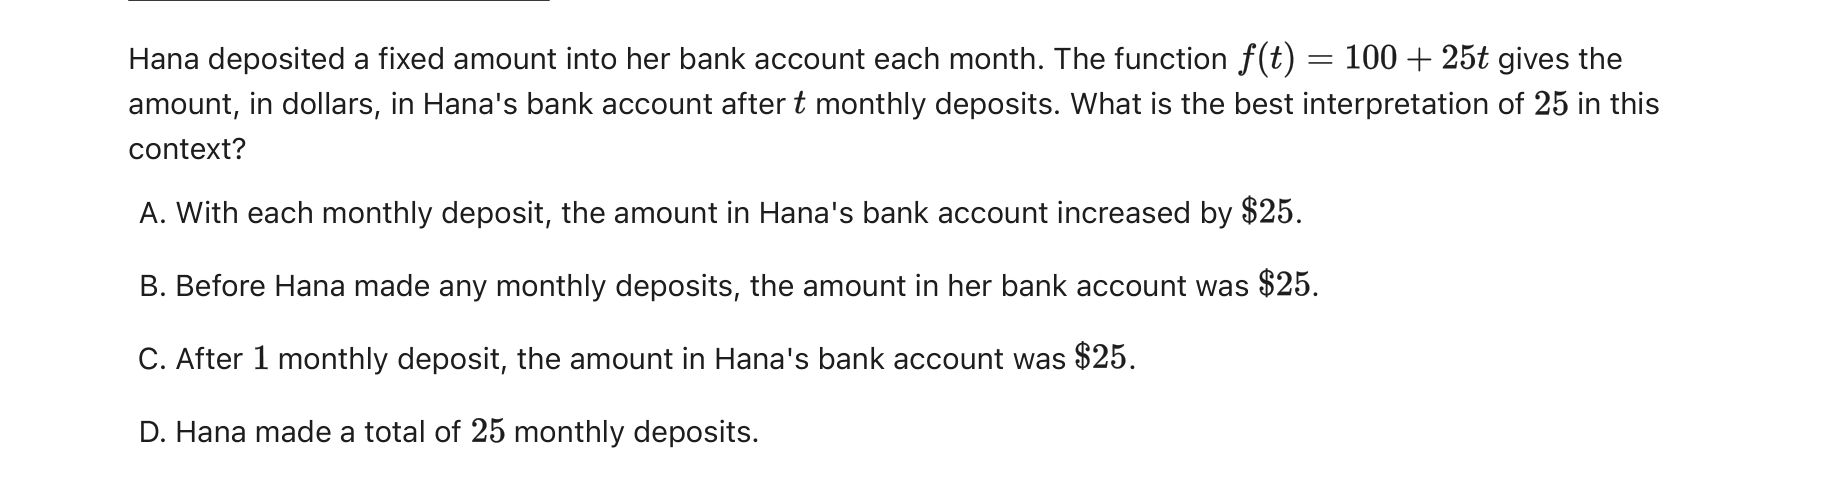 Hana deposited a fixed amount into her bank account each month. The function f(t) = 100 + 25t gives the
amount, in dollars, in Hana's bank account after t monthly deposits. What is the best interpretation of 25 in this
context?
A. With each monthly deposit, the amount in Hana's bank account increased by $25.
B. Before Hana made any monthly deposits, the amount in her bank account was $25.
C. After 1 monthly deposit, the amount in Hana's bank account was $25.
D. Hana made a total of 25 monthly deposits.